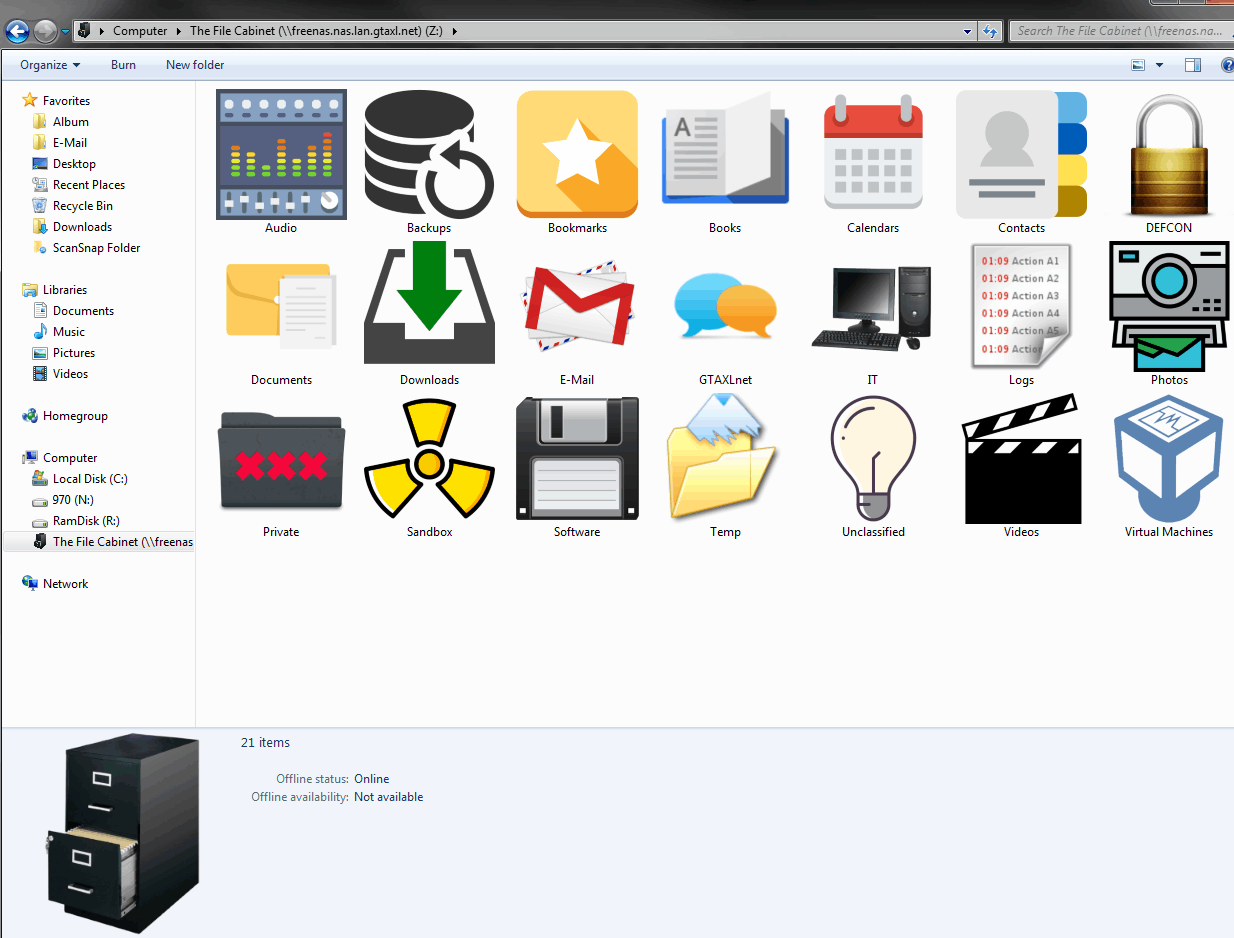 Computer ▸ The File Cabinet (\\freenas.nas.lan.gtaxl.net) (Z:) ▸
Search The File Cabinet (\\freenas.na...
Organize Burn New folder
Favorites
Album
E-Mail
Desktop
Recent Places
Recycle Bin
Downloads
ScanSnap Folder
Libraries
Documents
Music
Pictures
Videos
Homegroup
Computer
Local Disk (C:)
970 (N:)
RamDisk (R:)
The File Cabinet (\\freenas
Network
A
Audio Backups Bookmarks Books Calendars Contacts DEFCON
01:09 Action A1
01:09 Action A2
01:09 Action A3
01:09 Action A4
01:09 Action A5
01:09 Actio
Documents Downloads E-Mail GTAXLnet IT Logs Photos
XXX
Private Sandbox Software Temp Unclassified Videos Virtual Machines
21 items
Offline status: Online
Offline availability: Not available